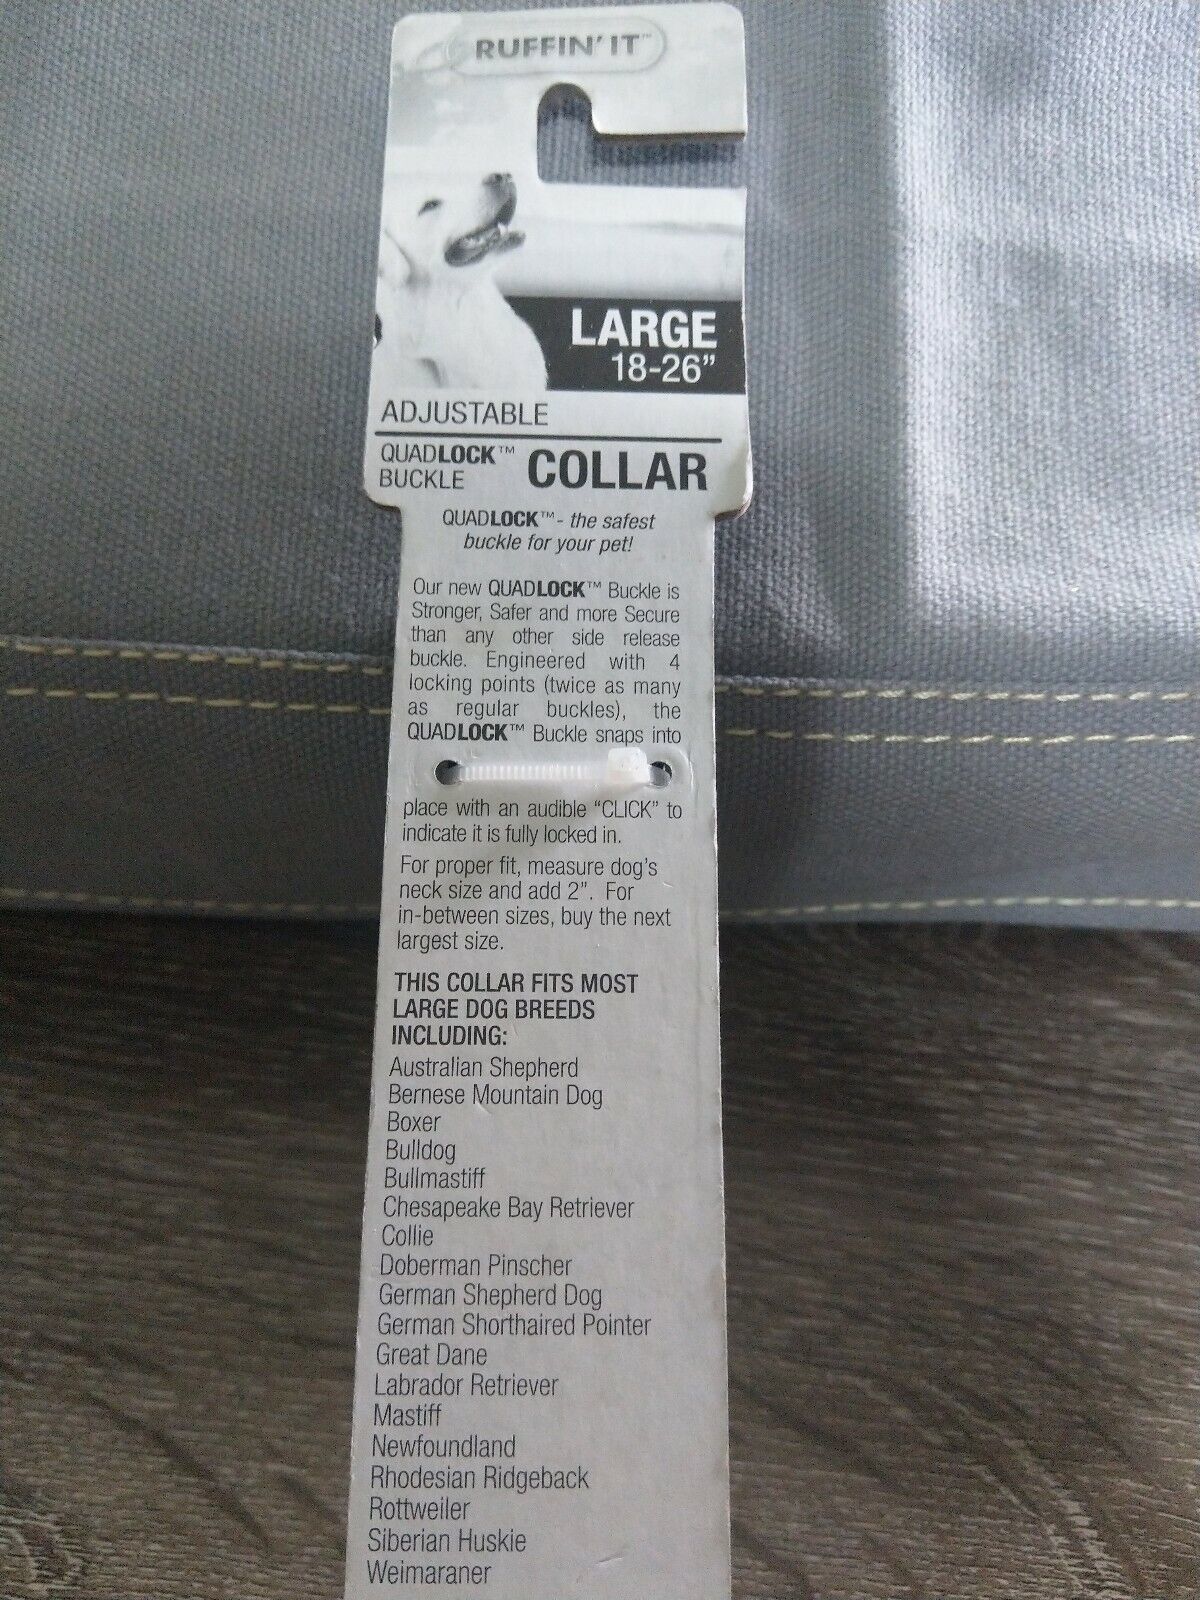 RUFFIN' IT™
LARGE
18-26”
ADJUSTABLE
QUADLOCK™
BUCKLE
COLLAR
QUADLOCK™- the safest
buckle for your pet!
Our new QUADLOCK™ Buckle is
Stronger, Safer and more Secure
than any other side release
buckle. Engineered with 4
locking points (twice as many
as regular buckles), the
QUADLOCK™ Buckle snaps into
place with an audible “CLICK” to
indicate it is fully locked in.
For proper fit, measure dog's
neck size and add 2”. For
in-between sizes, buy the next
largest size.
THIS COLLAR FITS MOST
LARGE DOG BREEDS
INCLUDING:
Australian Shepherd
Bernese Mountain Dog
Boxer
Bulldog
Bullmastiff
Chesapeake Bay Retriever
Collie
Doberman Pinscher
German Shepherd Dog
German Shorthaired Pointer
Great Dane
Labrador Retriever
Mastiff
Newfoundland
Rhodesian Ridgeback
Rottweiler
Siberian Huskie
Weimaraner